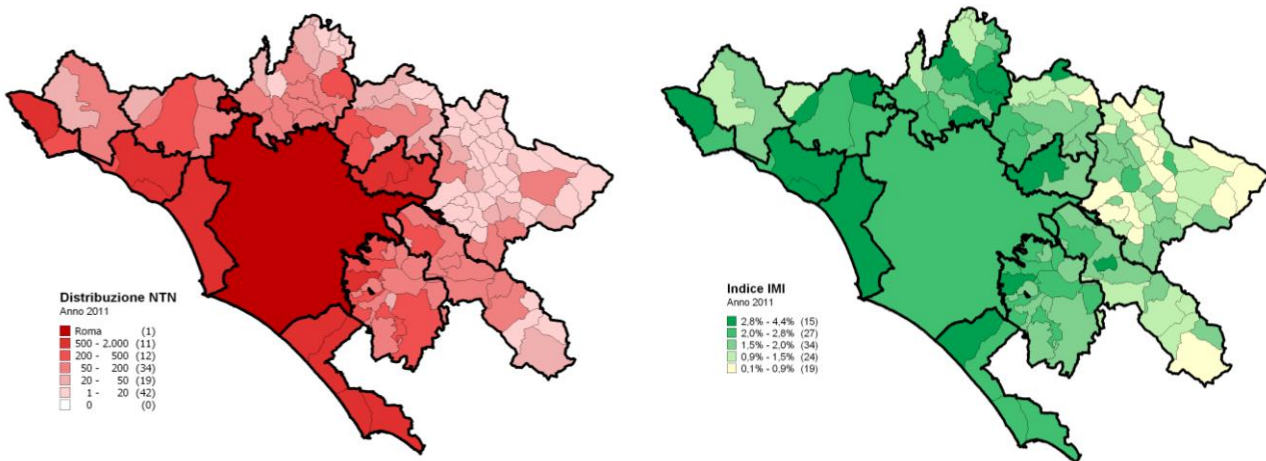 Distribuzione NTN
Anno 2011
Roma (1)
500 - 2.000 (11)
200 - 500 (12)
50 - 200 (34)
20 - 50 (19)
1 - 20 (42)
0 (0)
Indice IMI
Anno 2011
2,8% - 4,4% (15)
2,0% - 2,8% (27)
1,5% - 2,0% (34)
0,9% - 1,5% (24)
0,1% - 0,9% (19)